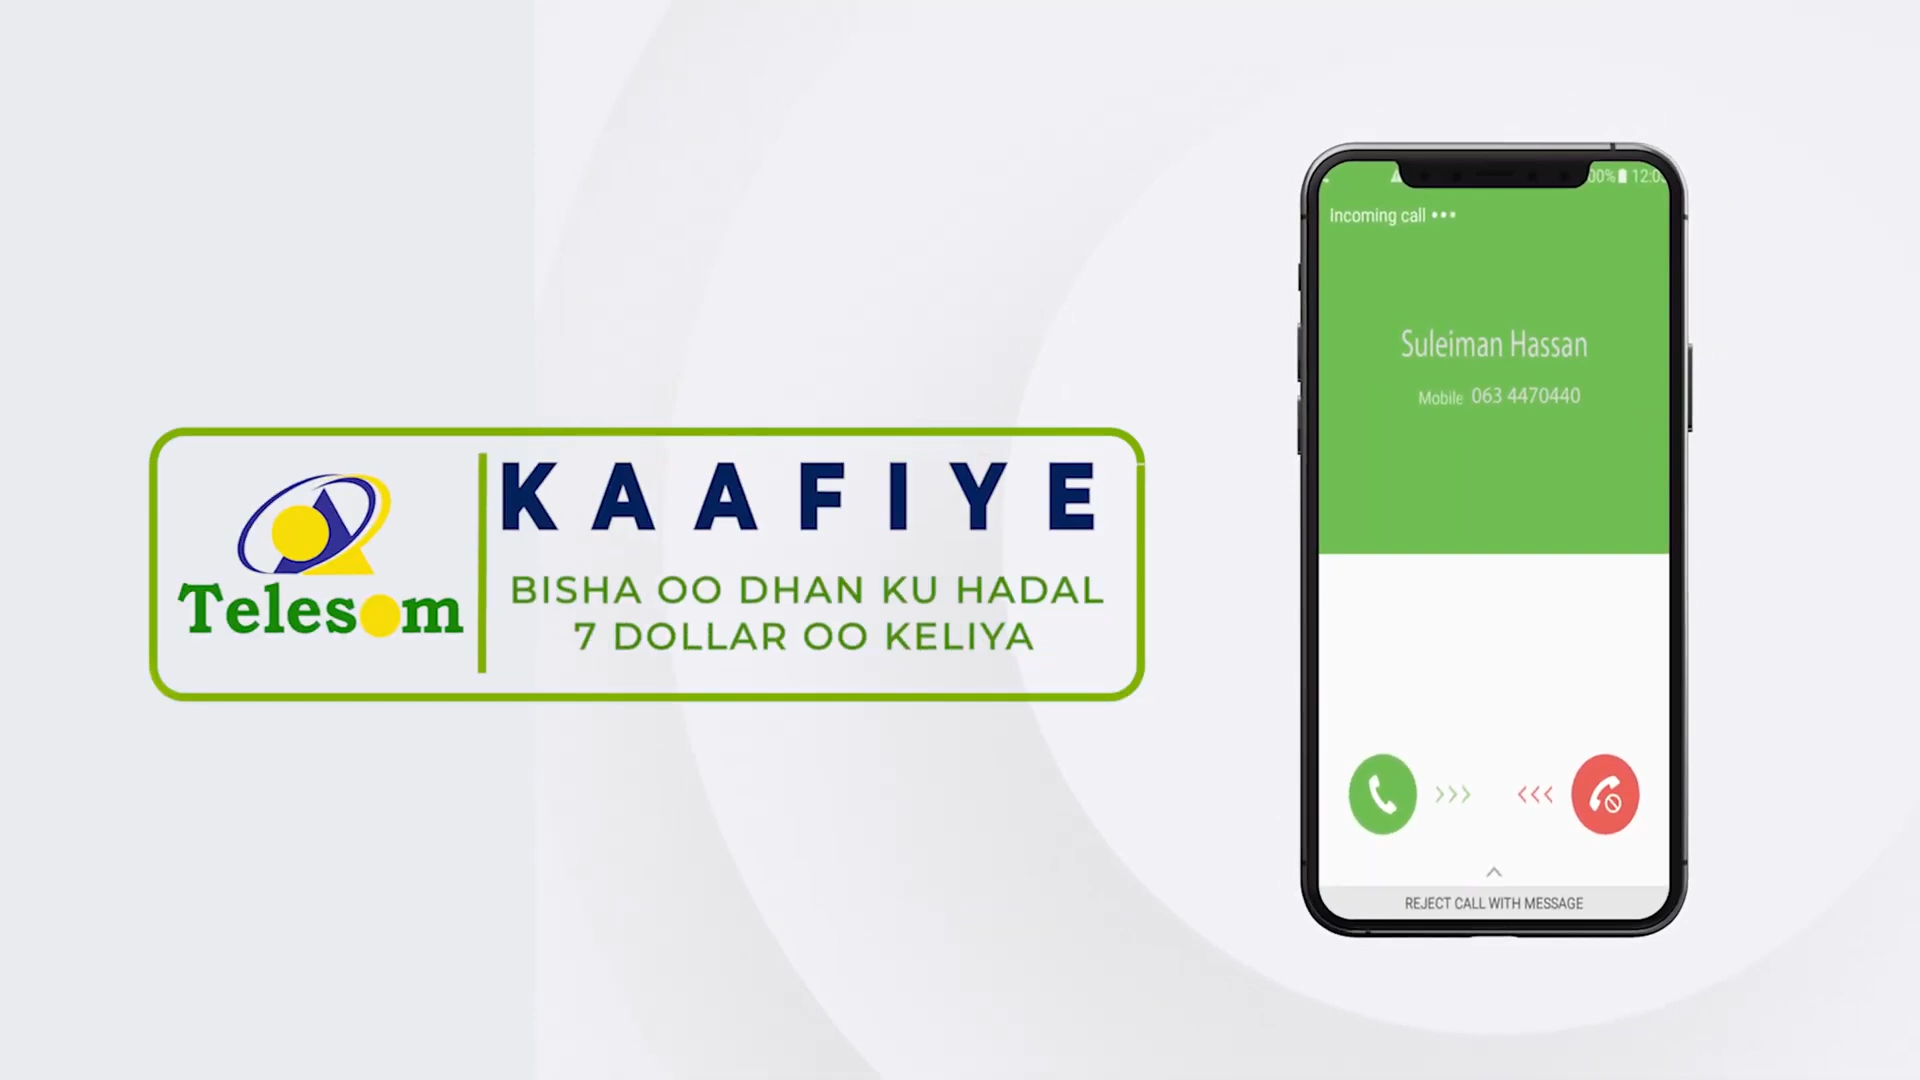 Telesom
KAAFIYE
BISHA OO DHAN KU HADAL
7 DOLLAR OO KELIYA
Incoming call •••
Suleiman Hassan
Mobile 063 4470440
REJECT CALL WITH MESSAGE